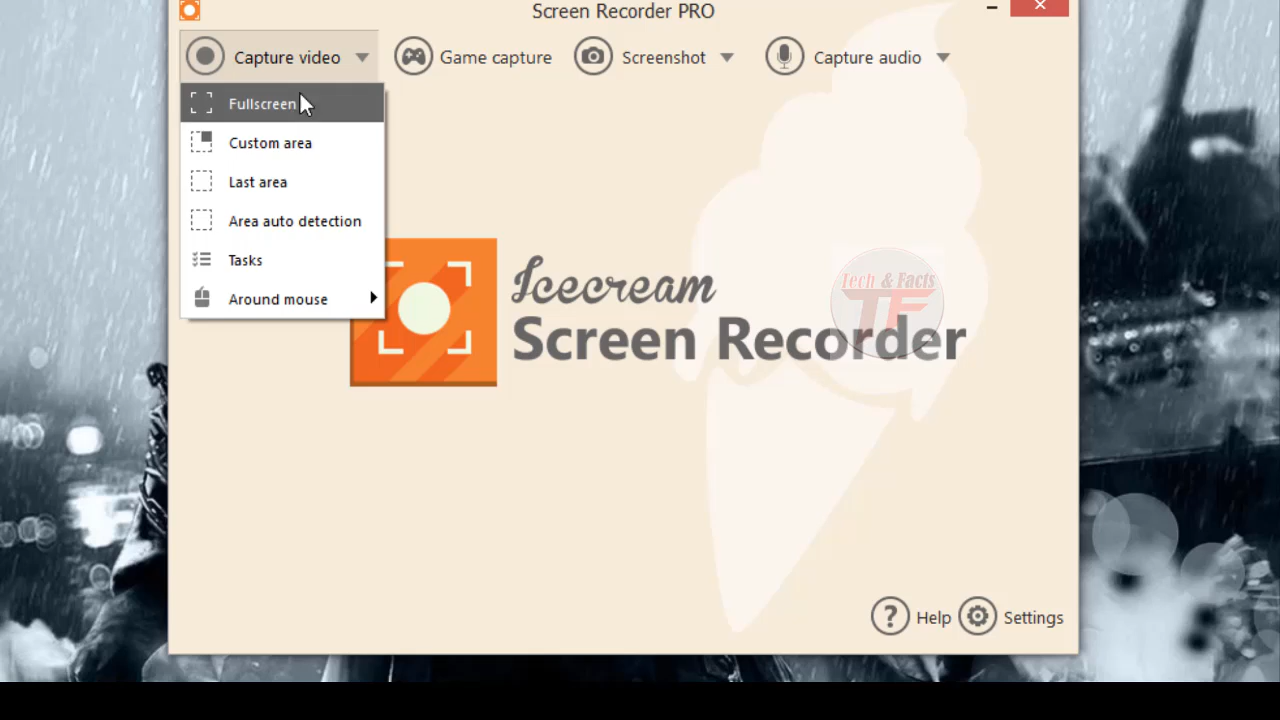 Screen Recorder PRO
Capture video
Game capture
Screenshot
Capture audio
Fullscreen
Custom area
Last area
Area auto detection
Tasks
Around mouse
Icecream
Screen Recorder
Tech & Facts
TF
Help
Settings